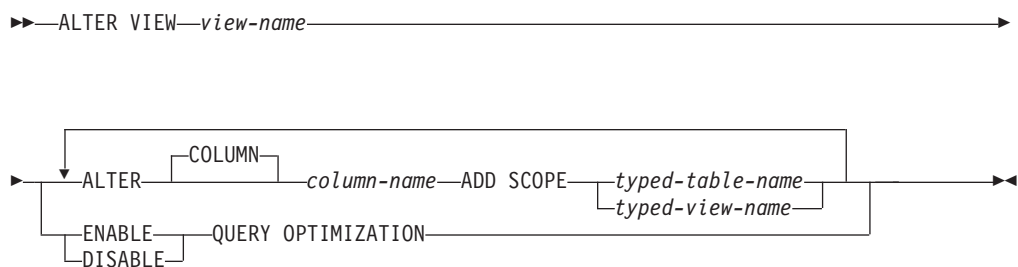 ALTER VIEW view-name
COLUMN
ALTER column-name ADD SCOPE typed-table-name
typed-view-name
ENABLE QUERY OPTIMIZATION
DISABLE